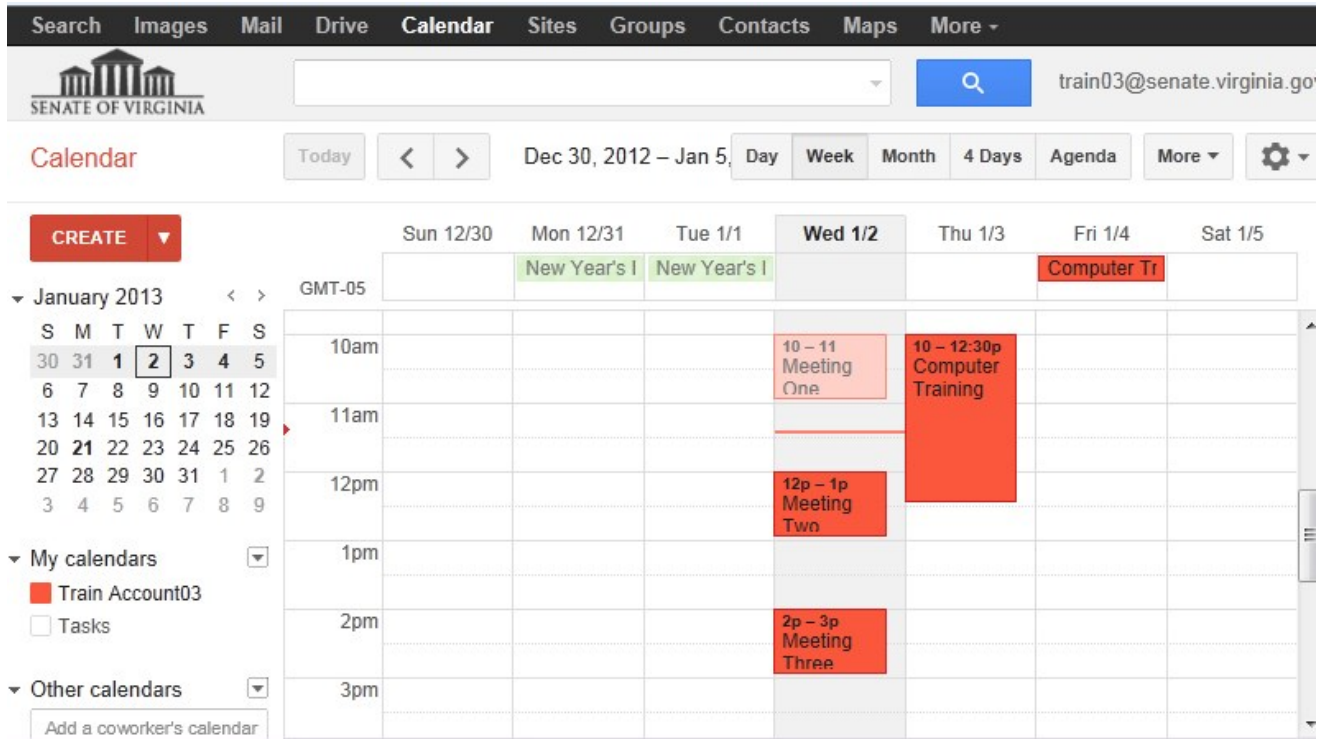 Search Images Mail Drive Calendar Sites Groups Contacts Maps More
SENATE OF VIRGINIA
train03@senate.virginia.gov
Calendar Today Dec 30, 2012 – Jan 5, Day Week Month 4 Days Agenda More
CREATE
Sun 12/30 Mon 12/31 Tue 1/1 Wed 1/2 Thu 1/3 Fri 1/4 Sat 1/5
GMT-05 New Year's New Year's Computer Tr
January 2013
S M T W T F S
30 31 1 2 3 4 5
6 7 8 9 10 11 12
13 14 15 16 17 18 19
20 21 22 23 24 25 26
27 28 29 30 31 1 2
3 4 5 6 7 8 9
My calendars
Train Account03
Tasks
Other calendars
Add a coworker's calendar
10am
11am
12pm
1pm
2pm
3pm
10 – 11
Meeting
One
12p – 1p
Meeting
Two
2p – 3p
Meeting
Three
10 – 12:30p
Computer
Training